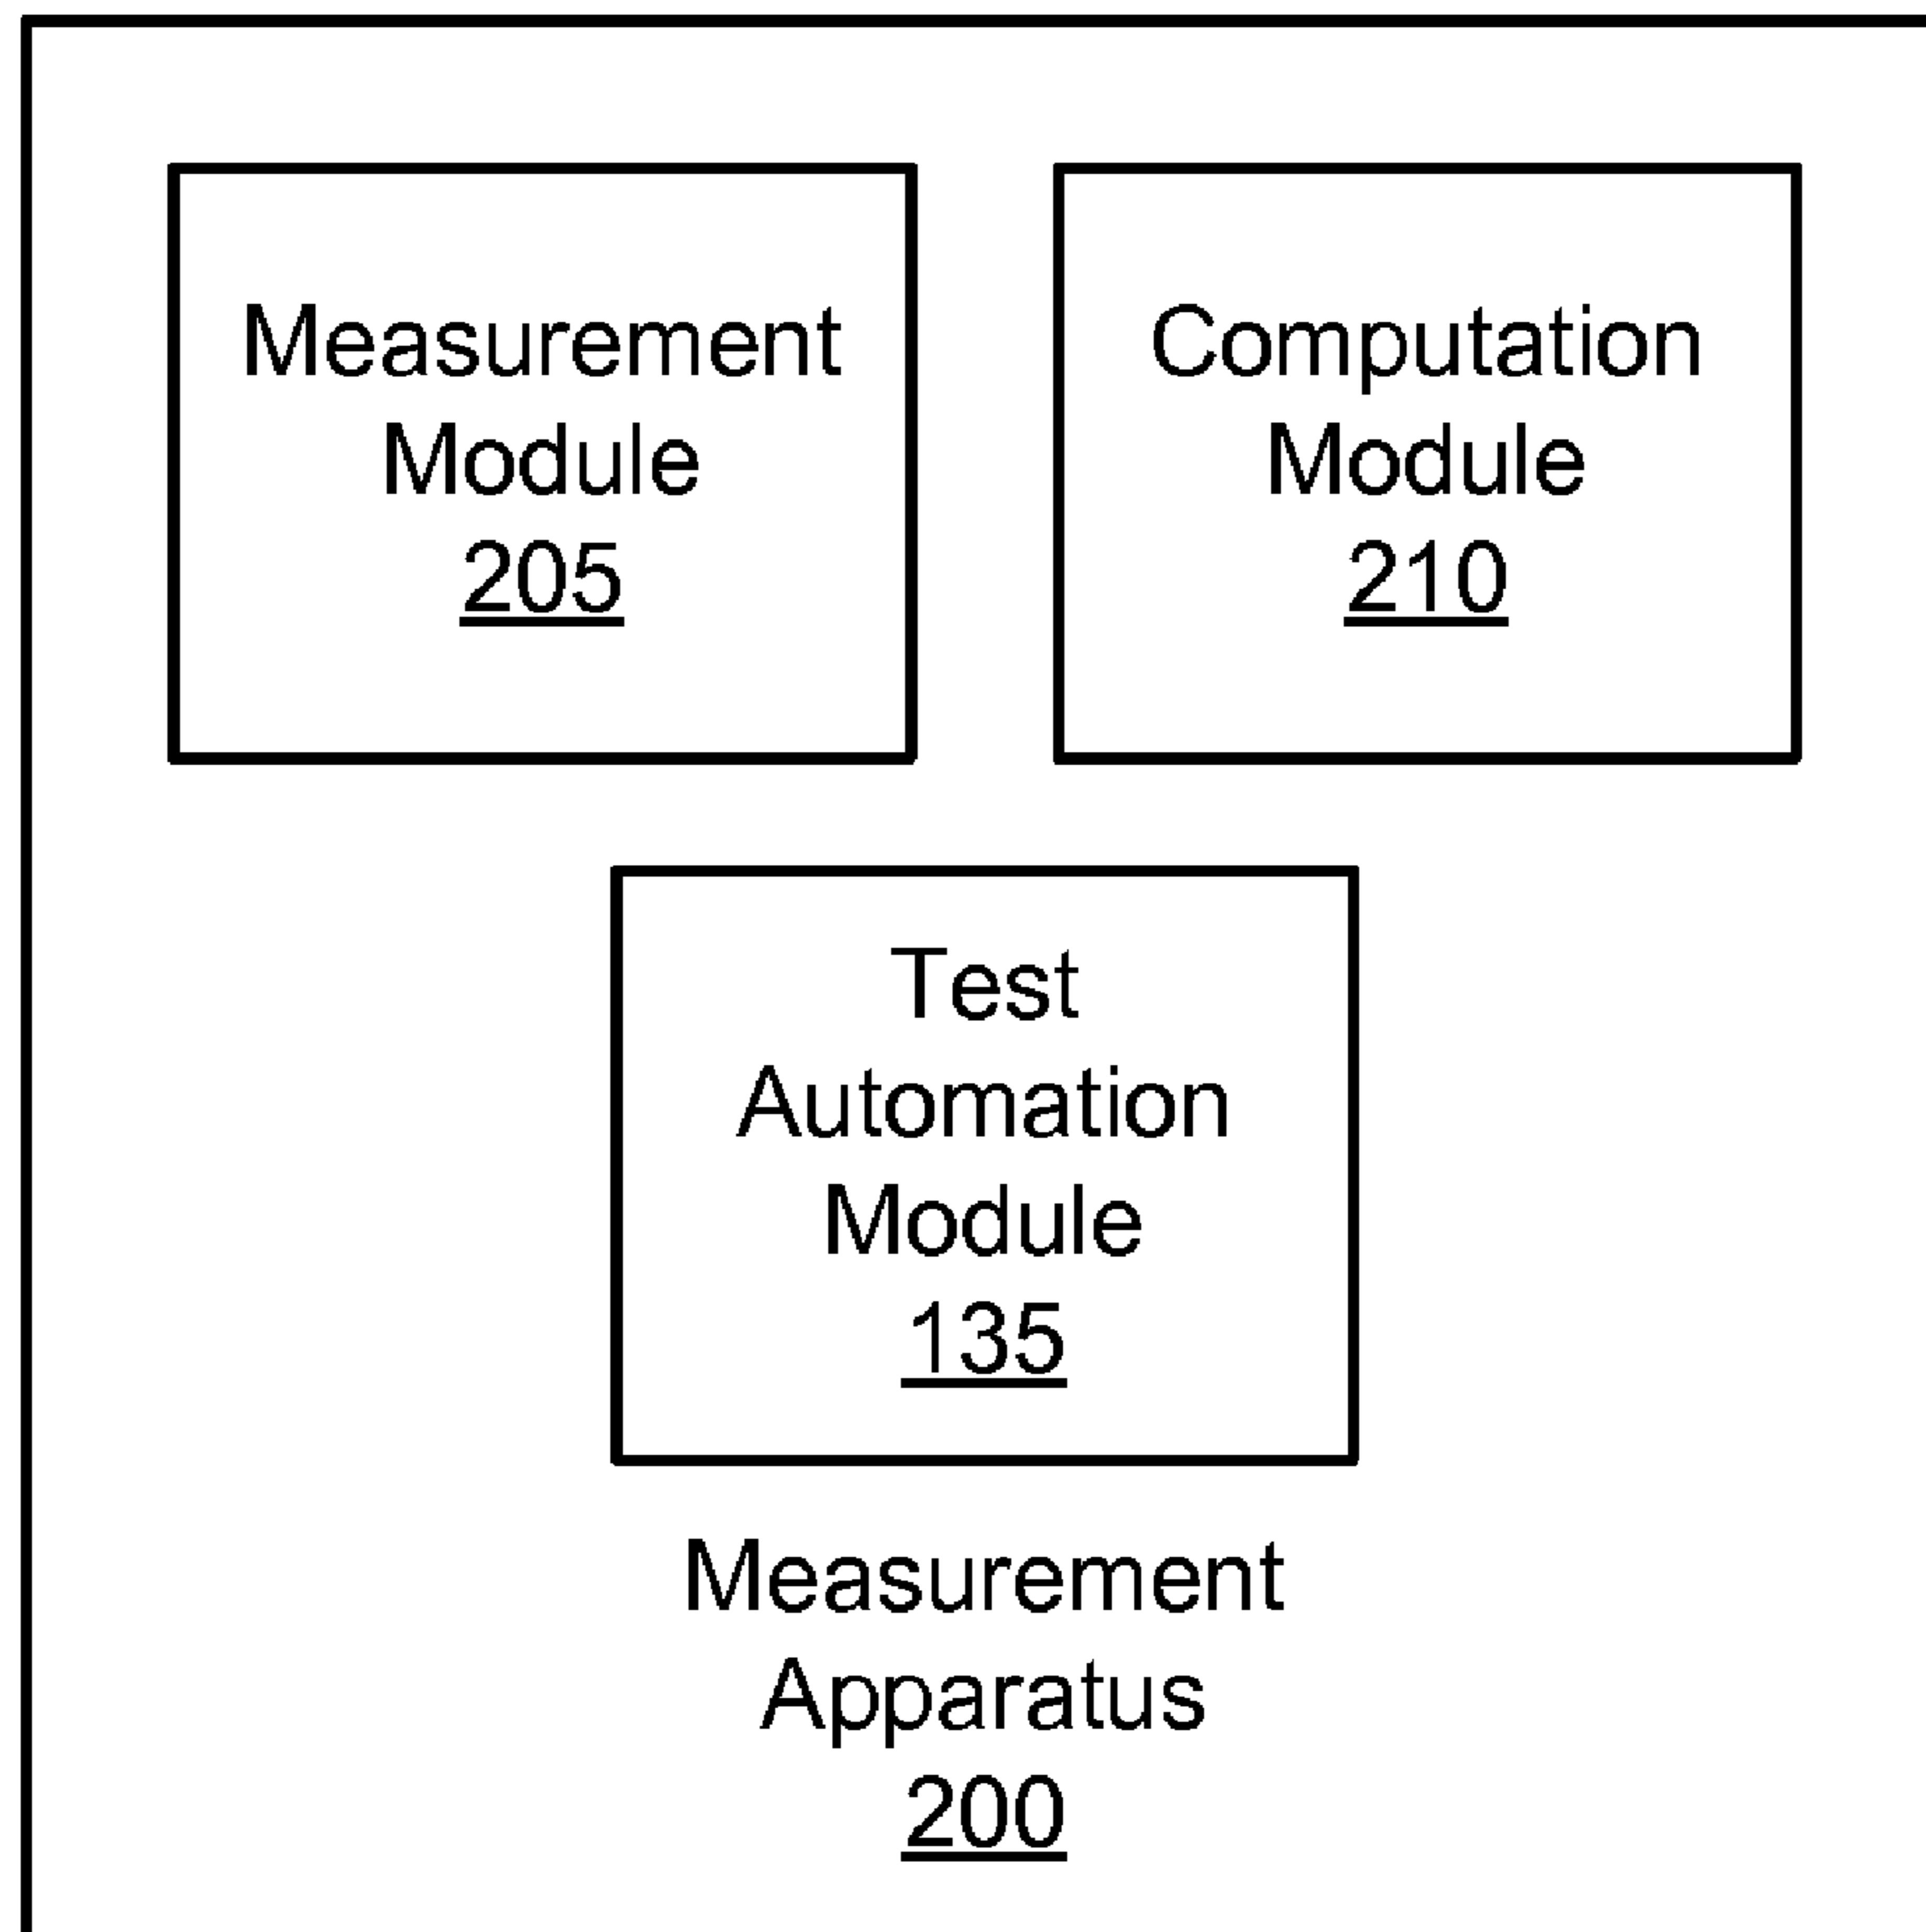 Measurement
Module
205
Computation
Module
210
Test
Automation
Module
135
Measurement
Apparatus
200